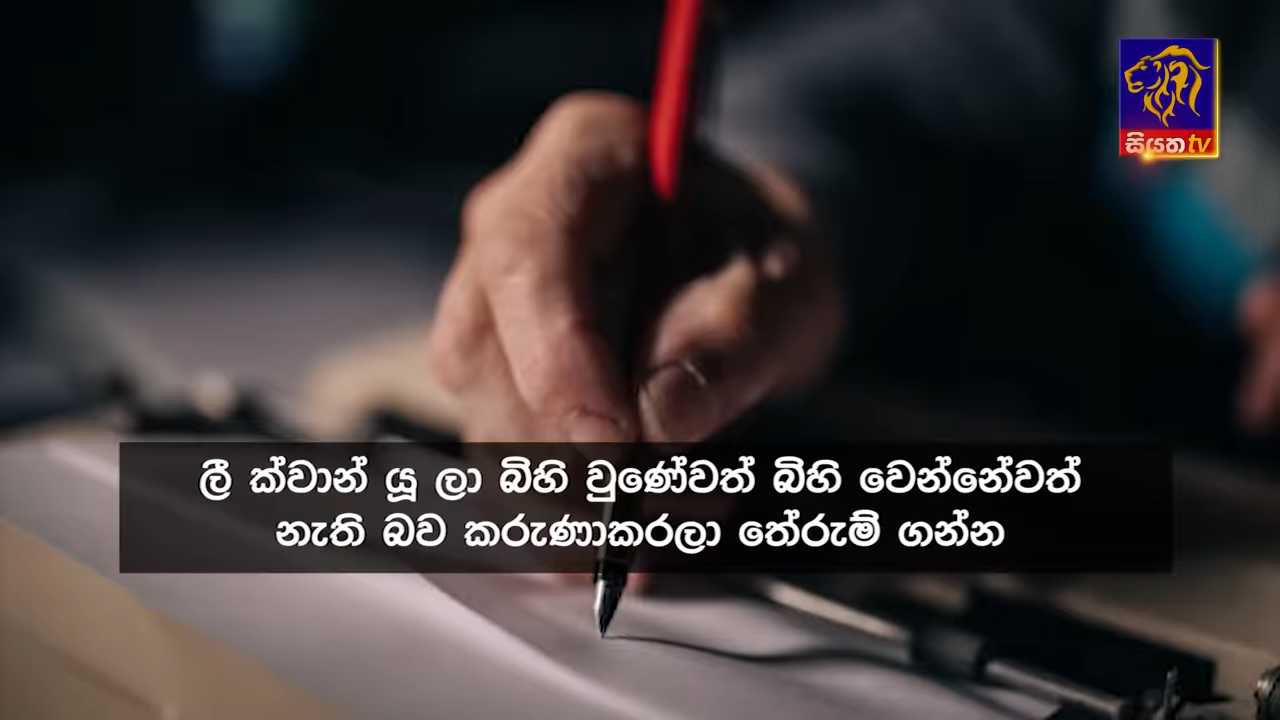 සියත tv
ලී ක්වාන් යූ ලා බිහි වුණේවත් බිහි වෙන්නේවත්
නැති බව කරුණාකරලා තේරුම් ගන්න